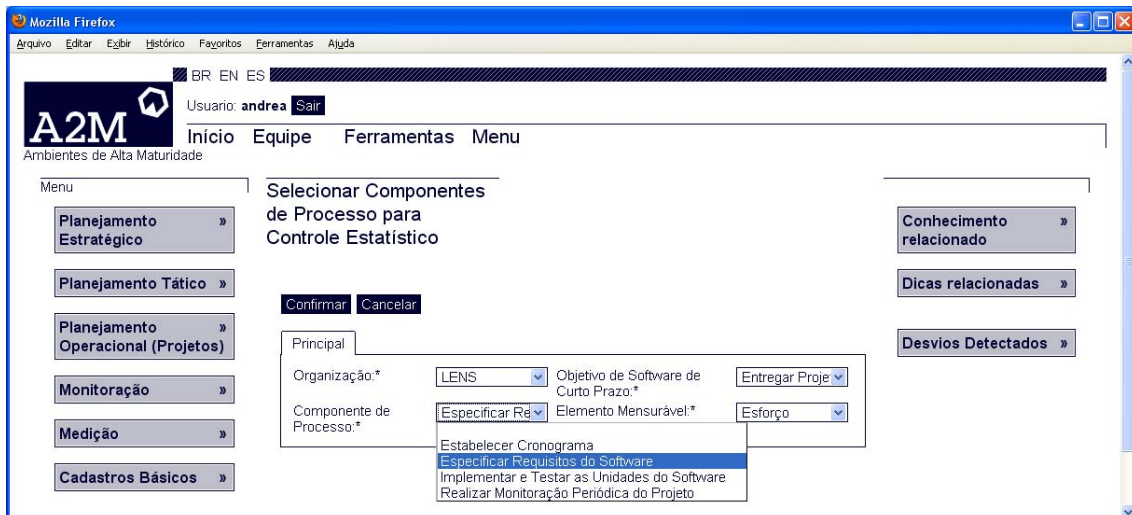 Mozilla Firefox
Arquivo Editar Exibir Histórico Favoritos Ferramentas Ajuda
BR EN ES
Usuario: andrea Sair
A2M
Início Equipe Ferramentas Menu
Ambientes de Alta Maturidade
Menu
Planejamento Estratégico »
Planejamento Tático »
Planejamento Operacional (Projetos) »
Monitoração »
Medição »
Cadastros Básicos »
Selecionar Componentes
de Processo para
Controle Estatístico
Confirmar Cancelar
Principal
Organização:* LENS
Objetivo de Software de Curto Prazo:* Entregar Proje
Componente de Processo:* Especificar Re
Elemento Mensurável:* Esforço
Estabelecer Cronograma
Especificar Requisitos do Software
Implementar e Testar as Unidades do Software
Realizar Monitoração Periódica do Projeto
Conhecimento relacionado »
Dicas relacionadas »
Desvios Detectados »